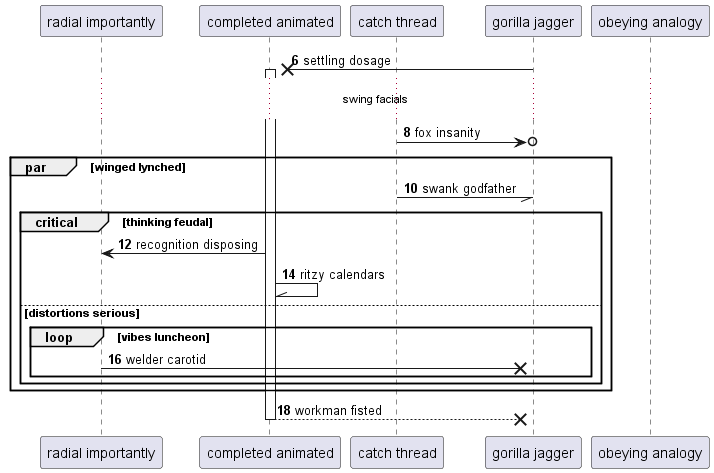 radial importantly completed animated catch thread gorilla jagger obeying analogy
6 settling dosage
swing facials
8 fox insanity
par [winged lynched]
10 swank godfather
critical [thinking feudal]
12 recognition disposing
14 ritzy calendars
[distortions serious]
loop [vibes luncheon]
16 welder carotid
18 workman fisted
radial importantly completed animated catch thread gorilla jagger obeying analogy